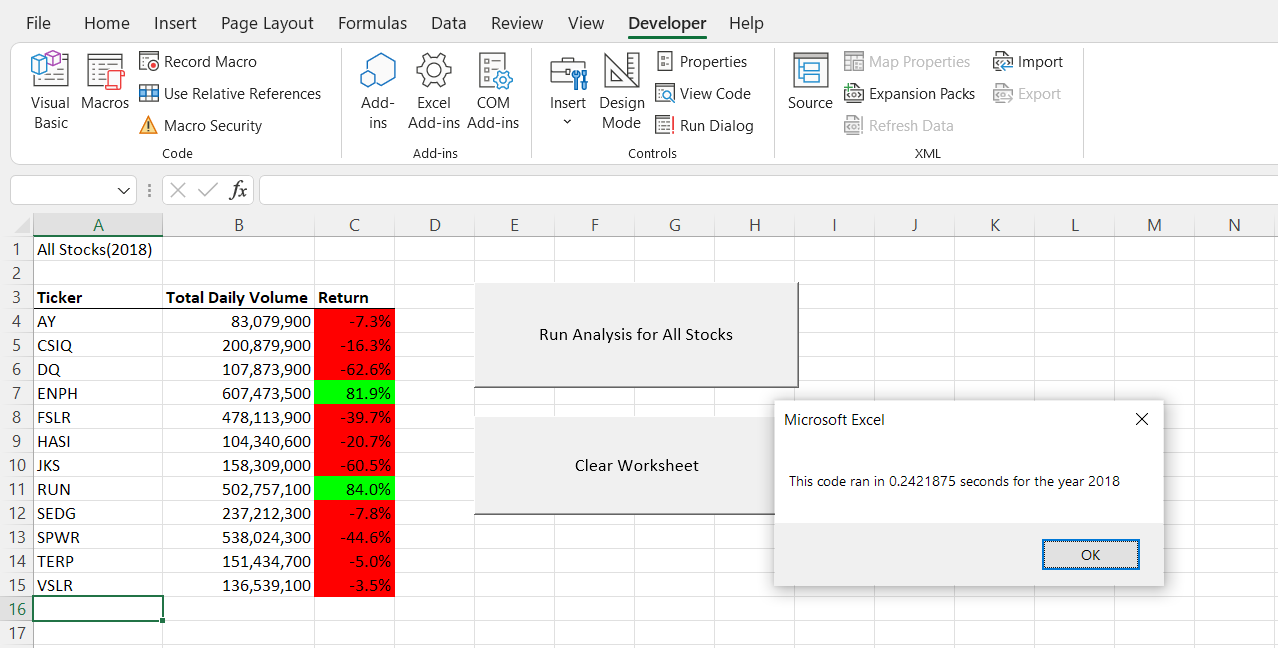 File Home Insert Page Layout Formulas Data Review View Developer Help
Visual Basic
Macros
Record Macro
Use Relative References
Macro Security
Code
Add-ins
Excel Add-ins
COM Add-ins
Add-ins
Insert
Design Mode
Properties
View Code
Run Dialog
Controls
Source
Map Properties
Expansion Packs
Refresh Data
Import
Export
XML
fx
A B C D E F G H I J K L M N
1 All Stocks(2018)
2
3 Ticker Total Daily Volume Return
4 AY 83,079,900 -7.3%
5 CSIQ 200,879,900 -16.3%
6 DQ 107,873,900 -62.6%
7 ENPH 607,473,500 81.9%
8 FSLR 478,113,900 -39.7%
9 HASI 104,340,600 -20.7%
10 JKS 158,309,000 -60.5%
11 RUN 502,757,100 84.0%
12 SEDG 237,212,300 -7.8%
13 SPWR 538,024,300 -44.6%
14 TERP 151,434,700 -5.0%
15 VSLR 136,539,100 -3.5%
16
17
Run Analysis for All Stocks
Clear Worksheet
Microsoft Excel
This code ran in 0.2421875 seconds for the year 2018
OK